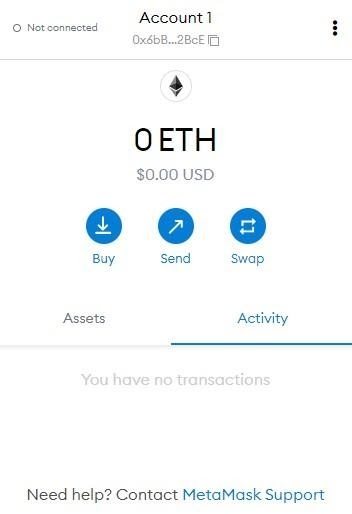 Not connected
Account 1
0x6bB...2BcE
0 ETH
$0.00 USD
Buy
Send
Swap
Assets
Activity
You have no transactions
Need help? Contact MetaMask Support